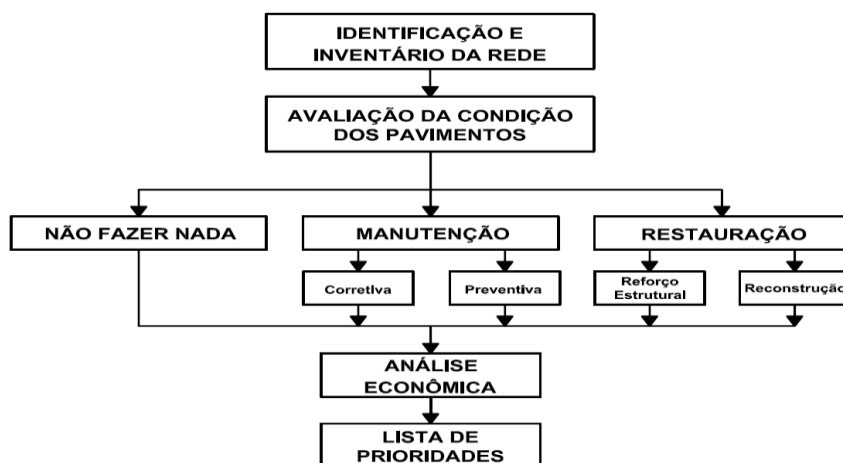 IDENTIFICAÇÃO E
INVENTÁRIO DA REDE
AVALIAÇÃO DA CONDIÇÃO
DOS PAVIMENTOS
NÃO FAZER NADA
MANUTENÇÃO
RESTAURAÇÃO
Corretiva
Preventiva
Reforço
Estrutural
Reconstrução
ANÁLISE
ECONÔMICA
LISTA DE
PRIORIDADES